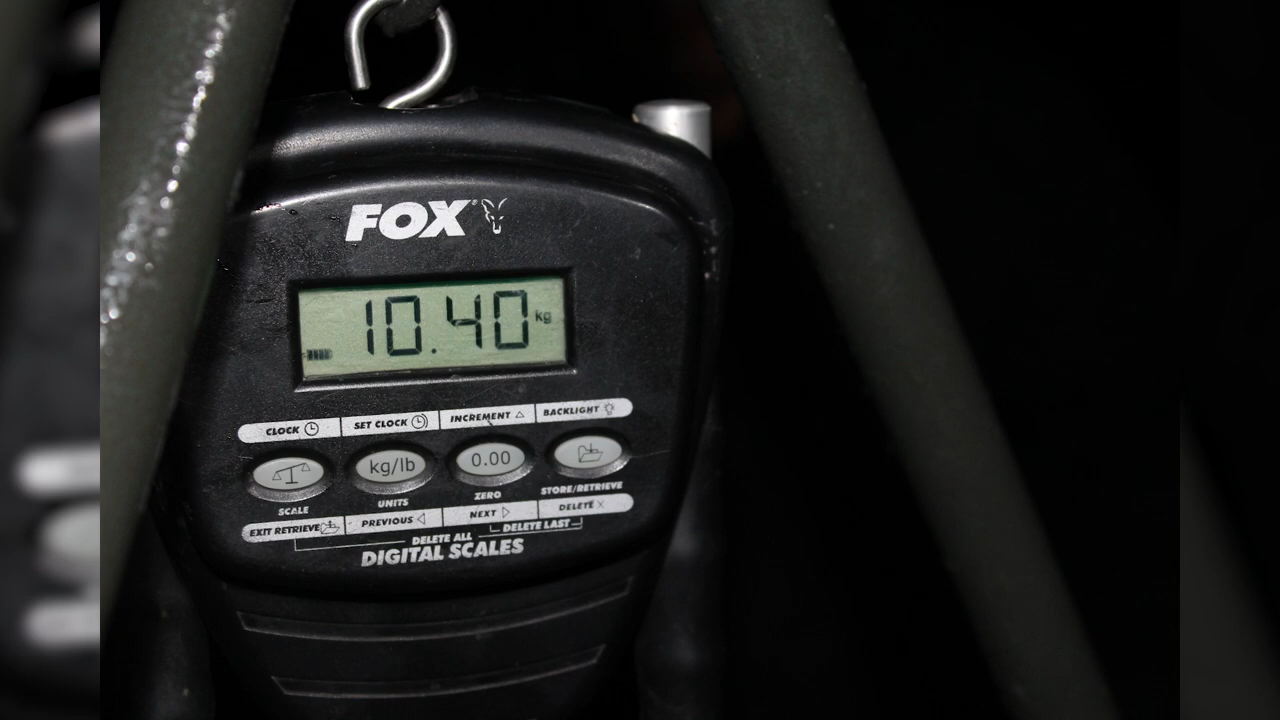 FOX®
10.40 kg
CLOCK SET CLOCK INCREMENT BACKLIGHT
kg/lb 0.00
SCALE UNITS ZERO STORE/RETRIEVE
EXIT RETRIEVE PREVIOUS NEXT DELETE X
DELETE ALL DELETE LAST
DIGITAL SCALES